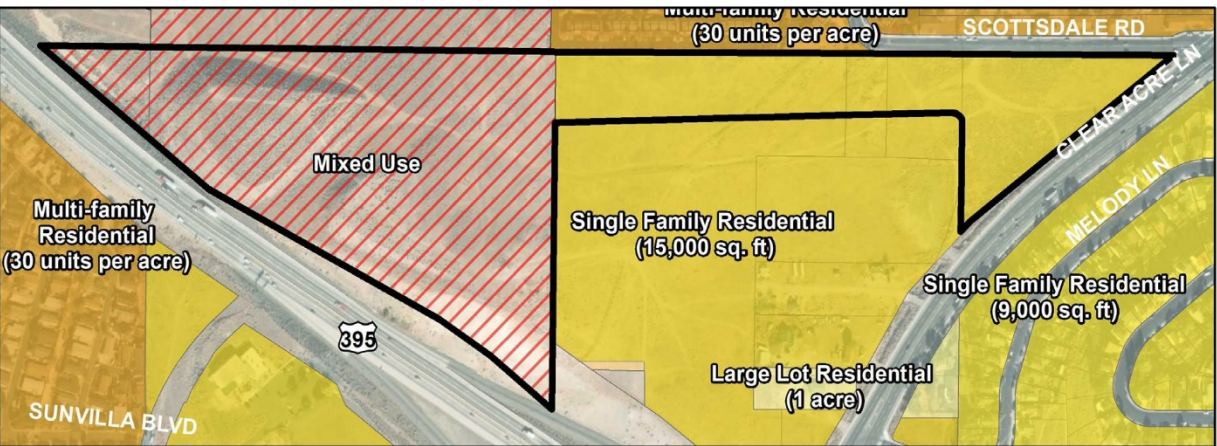 Multi-family Residential
(30 units per acre)
SCOTTSDALE RD
CLEAR ACRE LN
Mixed Use
MELODY LN
Multi-family
Residential
(30 units per acre)
Single Family Residential
(15,000 sq. ft)
Single Family Residential
(9,000 sq. ft)
395
Large Lot Residential
(1 acre)
SUNVILLA BLVD